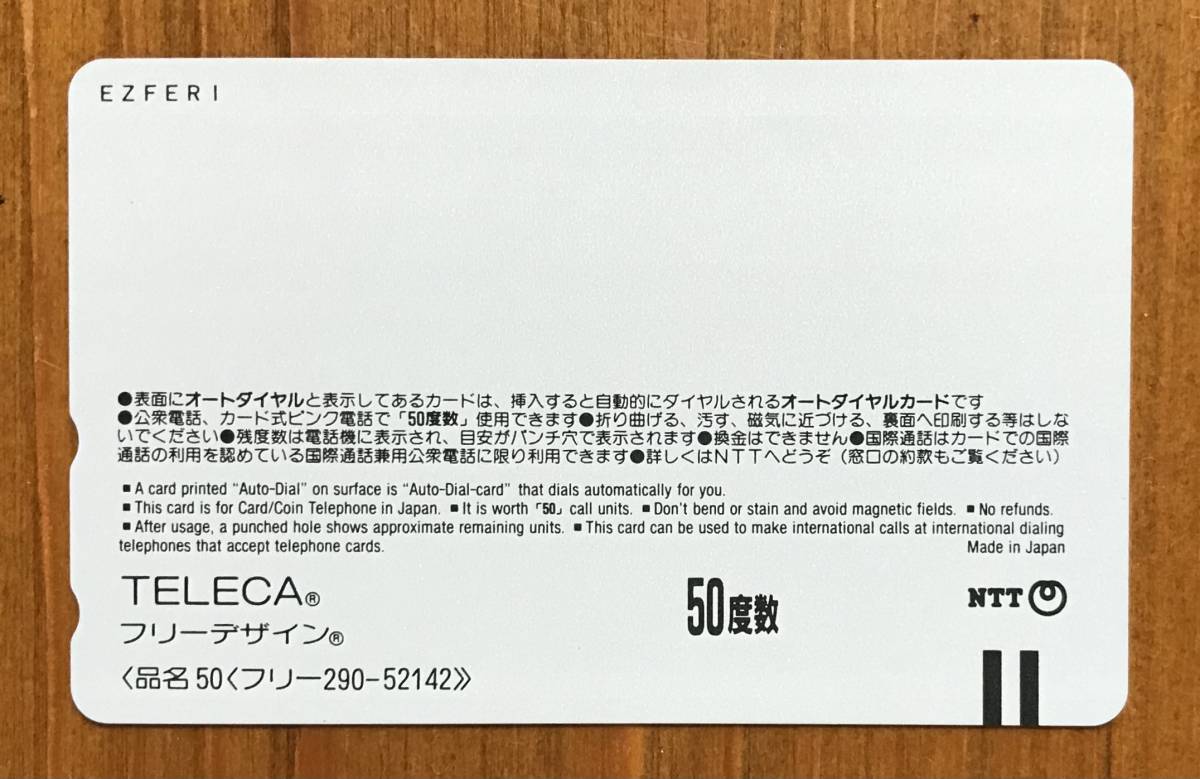 EZFERI
●表面にオートダイヤルと表示してあるカードは、挿入すると自動的にダイヤルされるオートダイヤルカードです
●公衆電話、カード式ピンク電話で「50度数」使用できます●折り曲げる、汚す、磁気に近づける、裏面へ印刷する等はしな
いでください●残度数は電話機に表示され、目安がパンチ穴で表示されます●換金はできません●国際通話はカードでの国際
通話の利用を認めている国際通話兼用公衆電話に限り利用できます●詳しくはNTTへどうぞ(窓口の約款もご覧ください)
■A card printed "Auto-Dial" on surface is "Auto-Dial-card" that dials automatically for you.
■This card is for Card/Coin Telephone in Japan. ■It is worth「50」call units. ■Don't bend or stain and avoid magnetic fields. ■No refunds.
■After usage, a punched hole shows approximate remaining units. ■This card can be used to make international calls at international dialing
telephones that accept telephone cards.
Made in Japan
TELECA®
フリーデザイン®
50度数
NTT
〈品名50〈フリー290-52142》